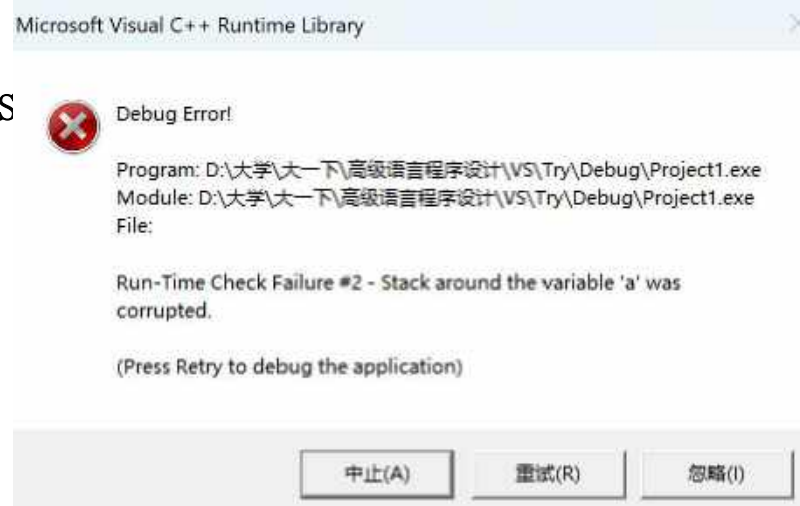 Microsoft Visual C++ Runtime Library
S
Debug Error!
Program: D:\大学\大一下\高级语言程序设计\VS\Try\Debug\Project1.exe
Module: D:\大学\大一下\高级语言程序设计\VS\Try\Debug\Project1.exe
File:
Run-Time Check Failure #2 - Stack around the variable 'a' was
corrupted.
(Press Retry to debug the application)
中止(A) 重试(R) 忽略(I)